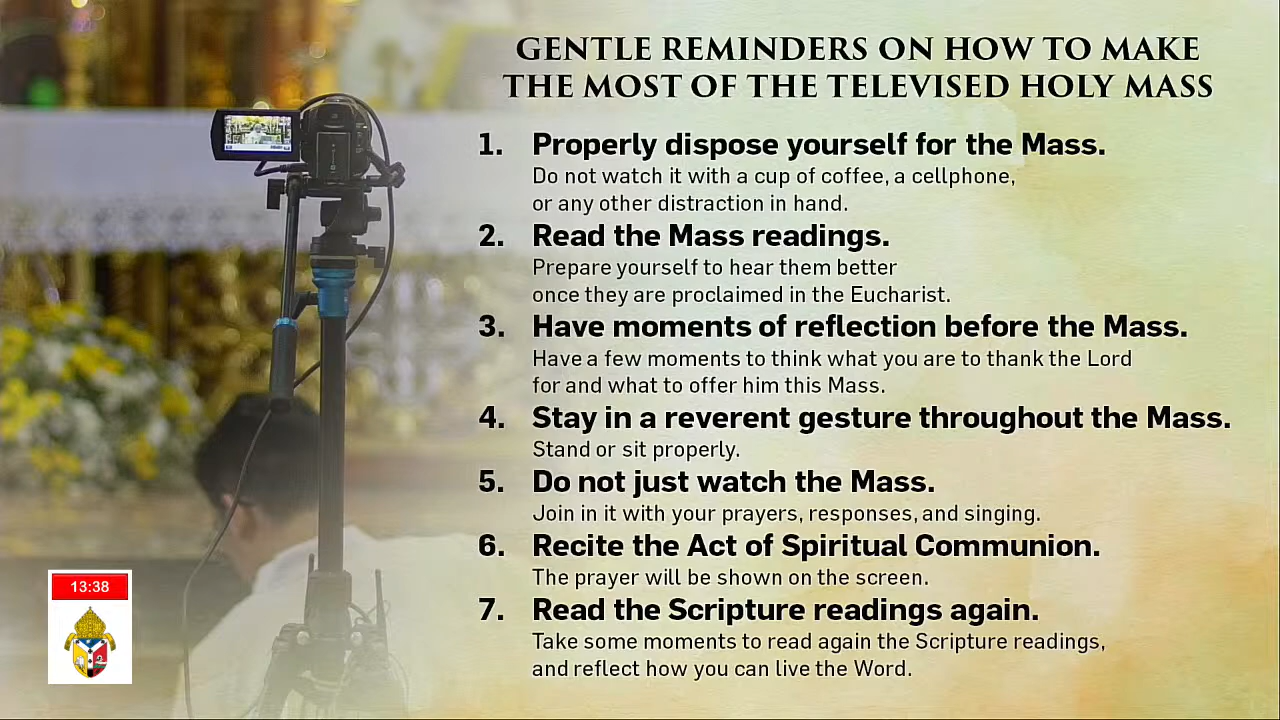 GENTLE REMINDERS ON HOW TO MAKE
THE MOST OF THE TELEVISED HOLY MASS
1. Properly dispose yourself for the Mass.
Do not watch it with a cup of coffee, a cellphone,
or any other distraction in hand.
2. Read the Mass readings.
Prepare yourself to hear them better
once they are proclaimed in the Eucharist.
3. Have moments of reflection before the Mass.
Have a few moments to think what you are to thank the Lord
for and what to offer him this Mass.
4. Stay in a reverent gesture throughout the Mass.
Stand or sit properly.
5. Do not just watch the Mass.
Join in it with your prayers, responses, and singing.
6. Recite the Act of Spiritual Communion.
The prayer will be shown on the screen.
7. Read the Scripture readings again.
Take some moments to read again the Scripture readings,
and reflect how you can live the Word.
13:38